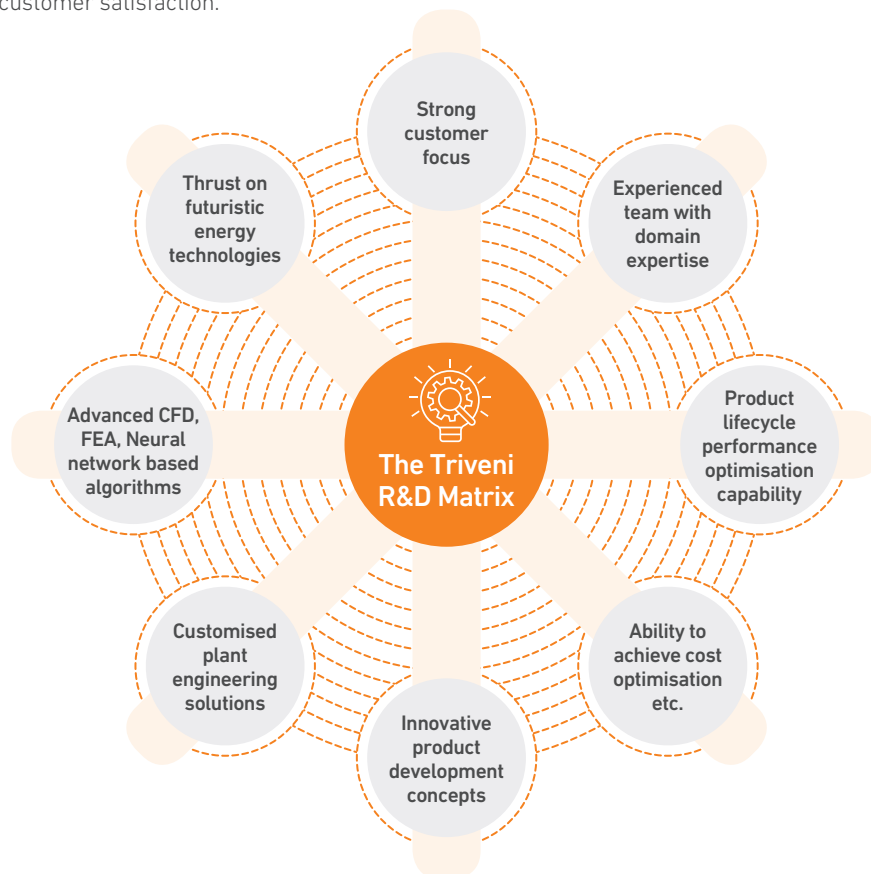 customer satisfaction.
Strong
customer
focus
Experienced
team with
domain
expertise
Product
lifecycle
performance
optimisation
capability
Ability to
achieve cost
optimisation
etc.
Innovative
product
development
concepts
Customised
plant
engineering
solutions
Advanced CFD,
FEA, Neural
network based
algorithms
Thrust on
futuristic
energy
technologies
The Triveni
R&D Matrix